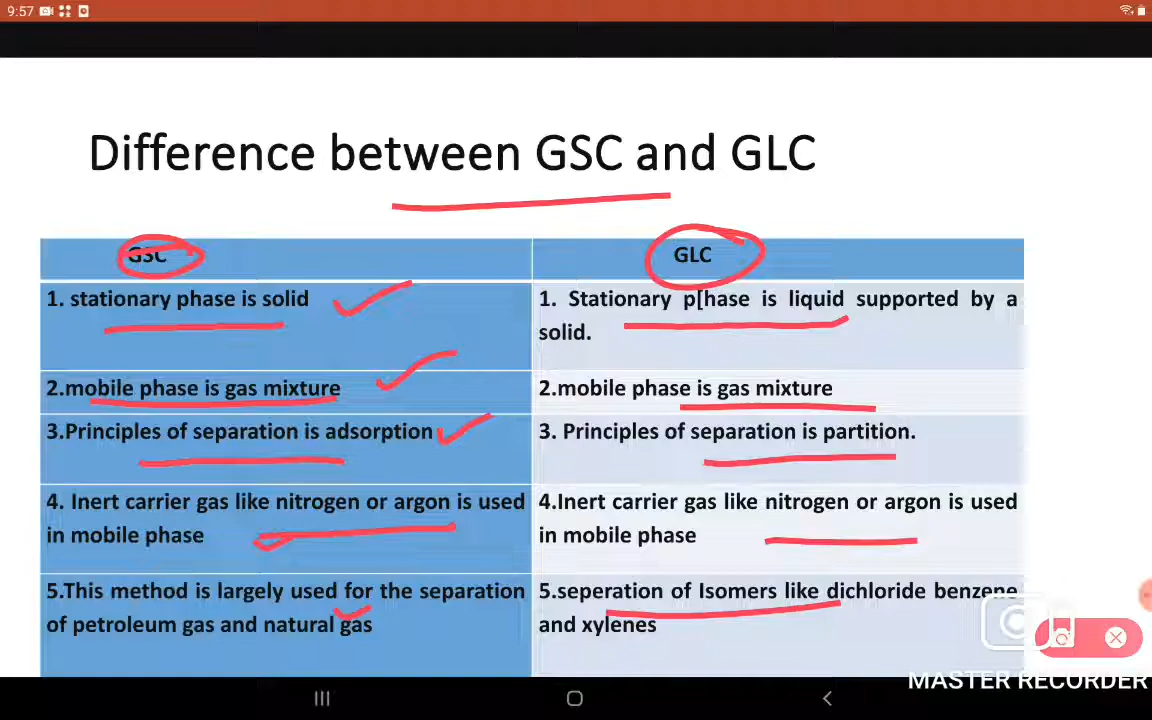 9:57
Difference between GSC and GLC
GSC
GLC
1. stationary phase is solid
1. Stationary p[hase is liquid supported by a
solid.
2.mobile phase is gas mixture
2.mobile phase is gas mixture
3.Principles of separation is adsorption
3. Principles of separation is partition.
4. Inert carrier gas like nitrogen or argon is used
in mobile phase
4.Inert carrier gas like nitrogen or argon is used
in mobile phase
5.This method is largely used for the separation
of petroleum gas and natural gas
5.seperation of Isomers like dichloride benzene
and xylenes
MASTER RECORDER